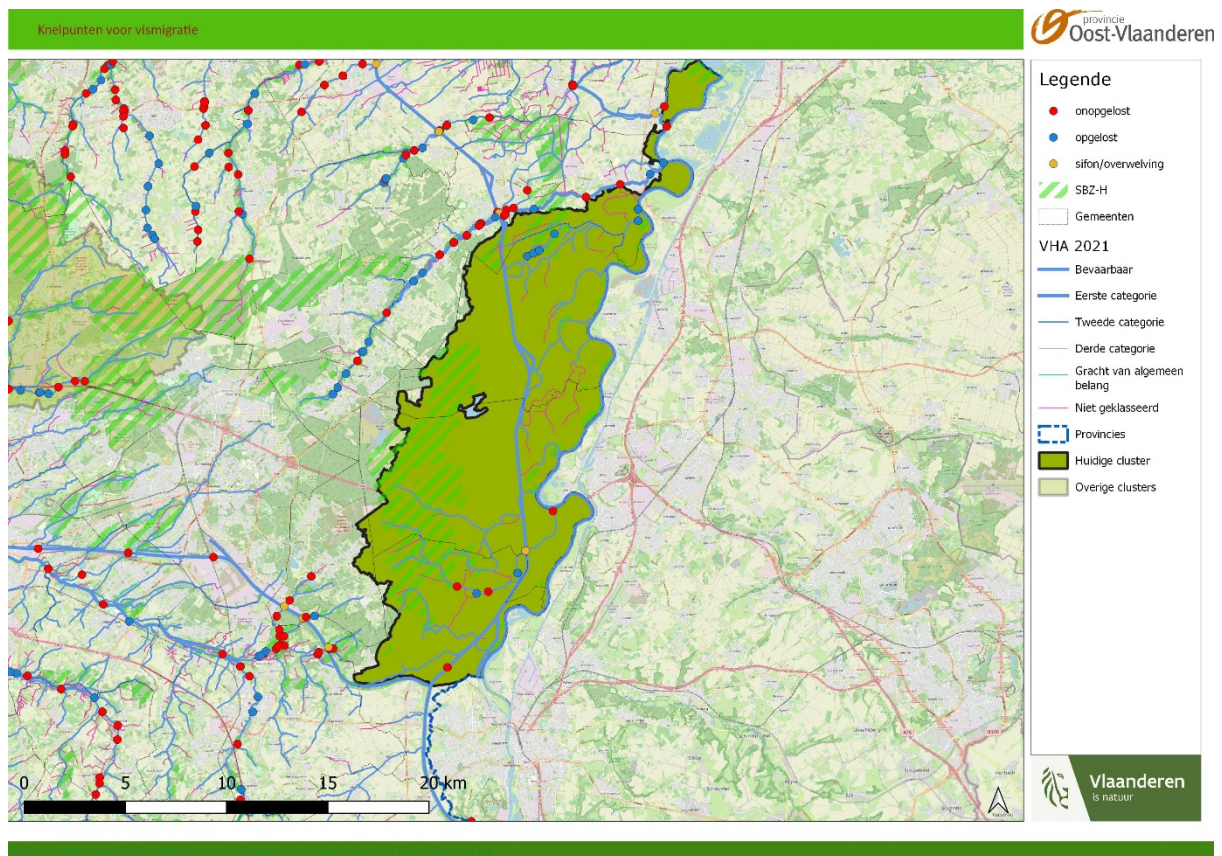 Knelpunten voor vismigratie
provincie
Oost-Vlaanderen
Legende
onopgelost
opgelost
sifon/overwelving
SBZ-H
Gemeenten
VHA 2021
Bevaarbaar
Eerste categorie
Tweede categorie
Derde categorie
Gracht van algemeen
belang
Niet geklasseerd
Provincies
Huidige cluster
Overige clusters
0 5 10 15 20 km
Vlaanderen
is natuur